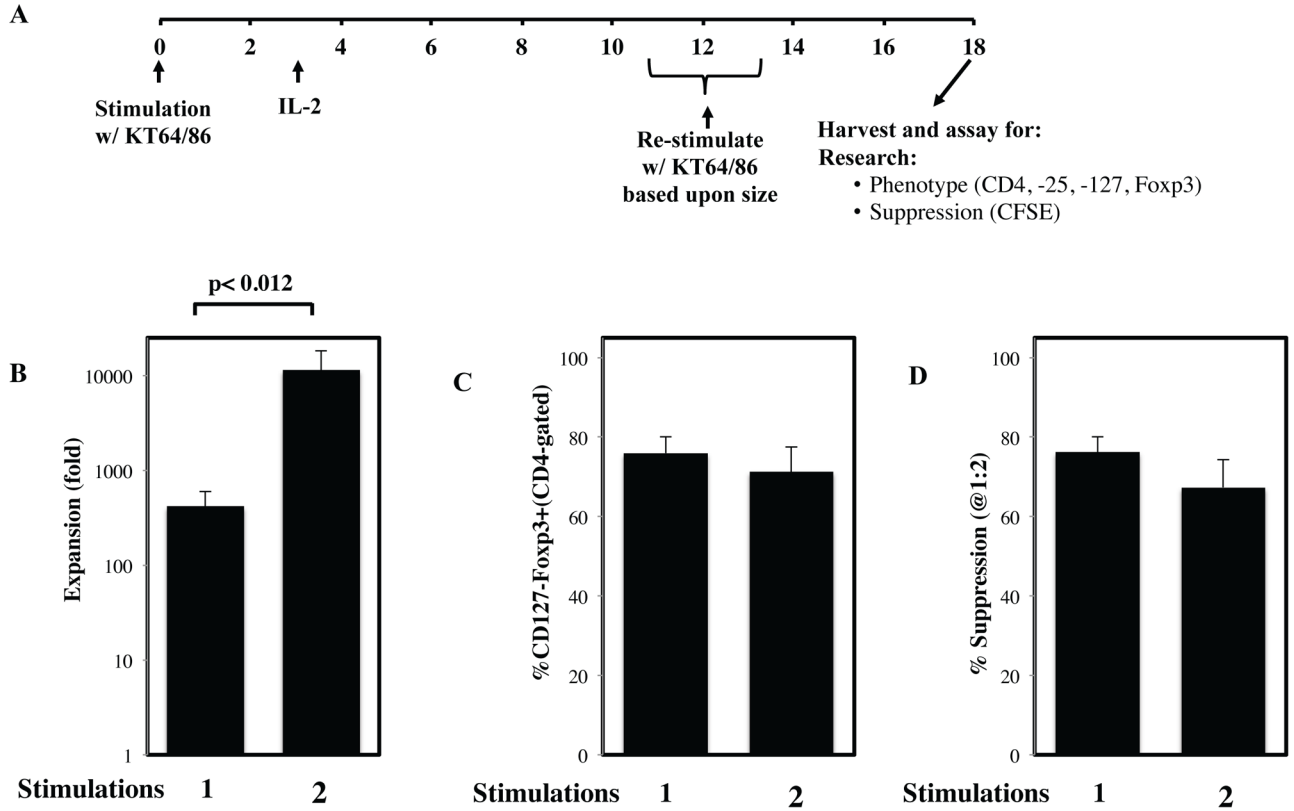 A
0 2 4 6 8 10 12 14 16 18
Stimulation
w/ KT64/86
IL-2
Re-stimulate
w/ KT64/86
based upon size
Harvest and assay for:
Research:
• Phenotype (CD4, -25, -127, Foxp3)
• Suppression (CFSE)
B
p< 0.012
Expansion (fold)
10000
1000
100
10
1
Stimulations 1 2
C
%CD127-Foxp3+(CD4-gated)
100
80
60
40
20
0
Stimulations 1 2
D
% Suppression (@1:2)
100
80
60
40
20
0
Stimulations 1 2